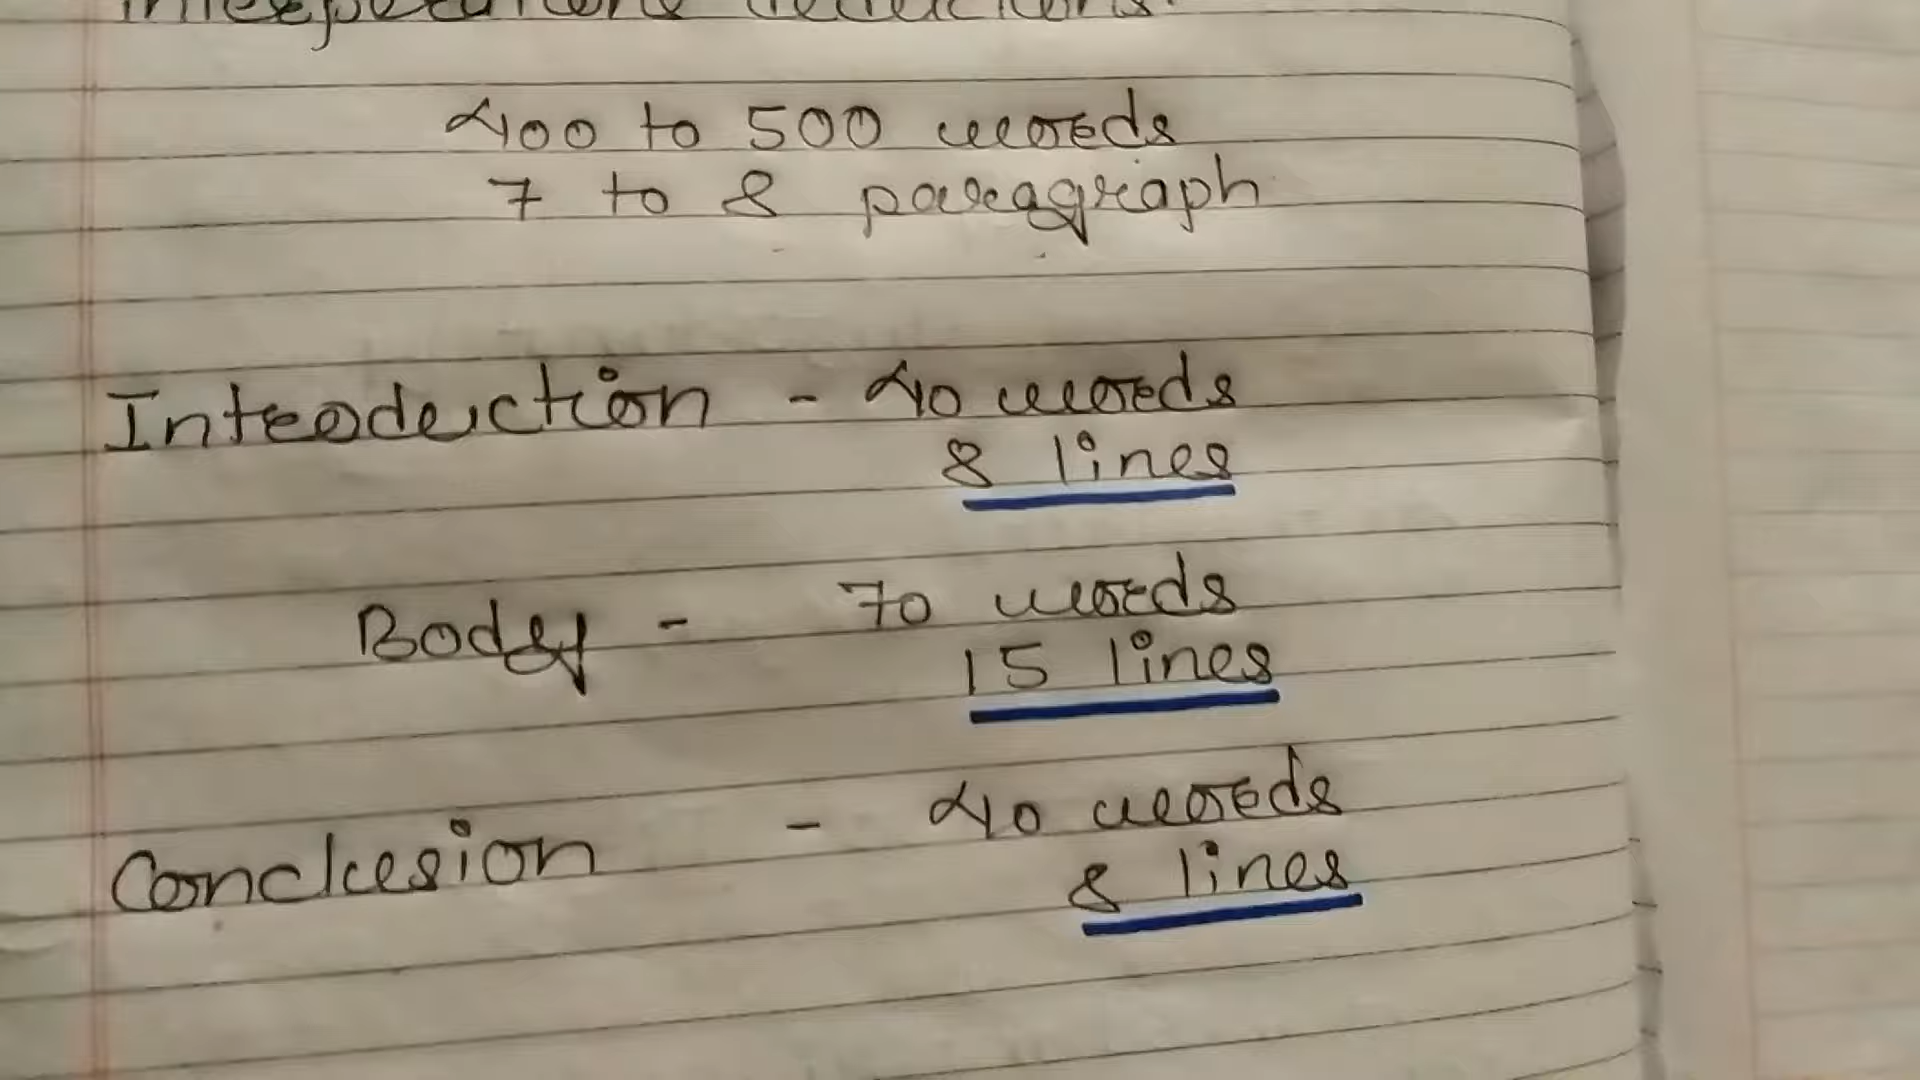 400 to 500 words
7 to 8 paragraph
Introduction - 40 words
8 lines
Body - 70 words
15 lines
Conclusion - 40 words
8 lines